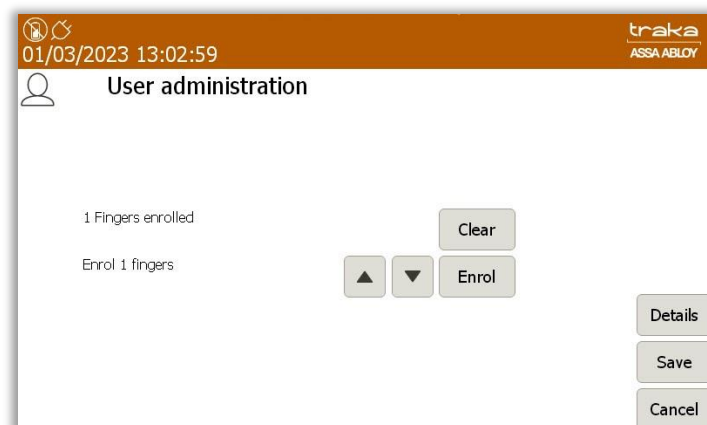 traka
01/03/2023 13:02:59
ASSA ABLOY
User administration
1 Fingers enrolled
Clear
Enrol 1 fingers
Enrol
Details
Save
Cancel